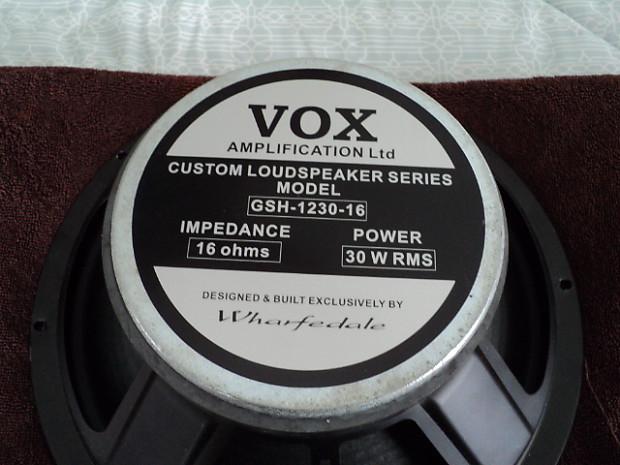 VOX
AMPLIFICATION Ltd
CUSTOM LOUDSPEAKER SERIES
MODEL
GSH-1230-16
IMPEDANCE POWER
16 ohms 30 W RMS
DESIGNED & BUILT EXCLUSIVELY BY
Wharfedale